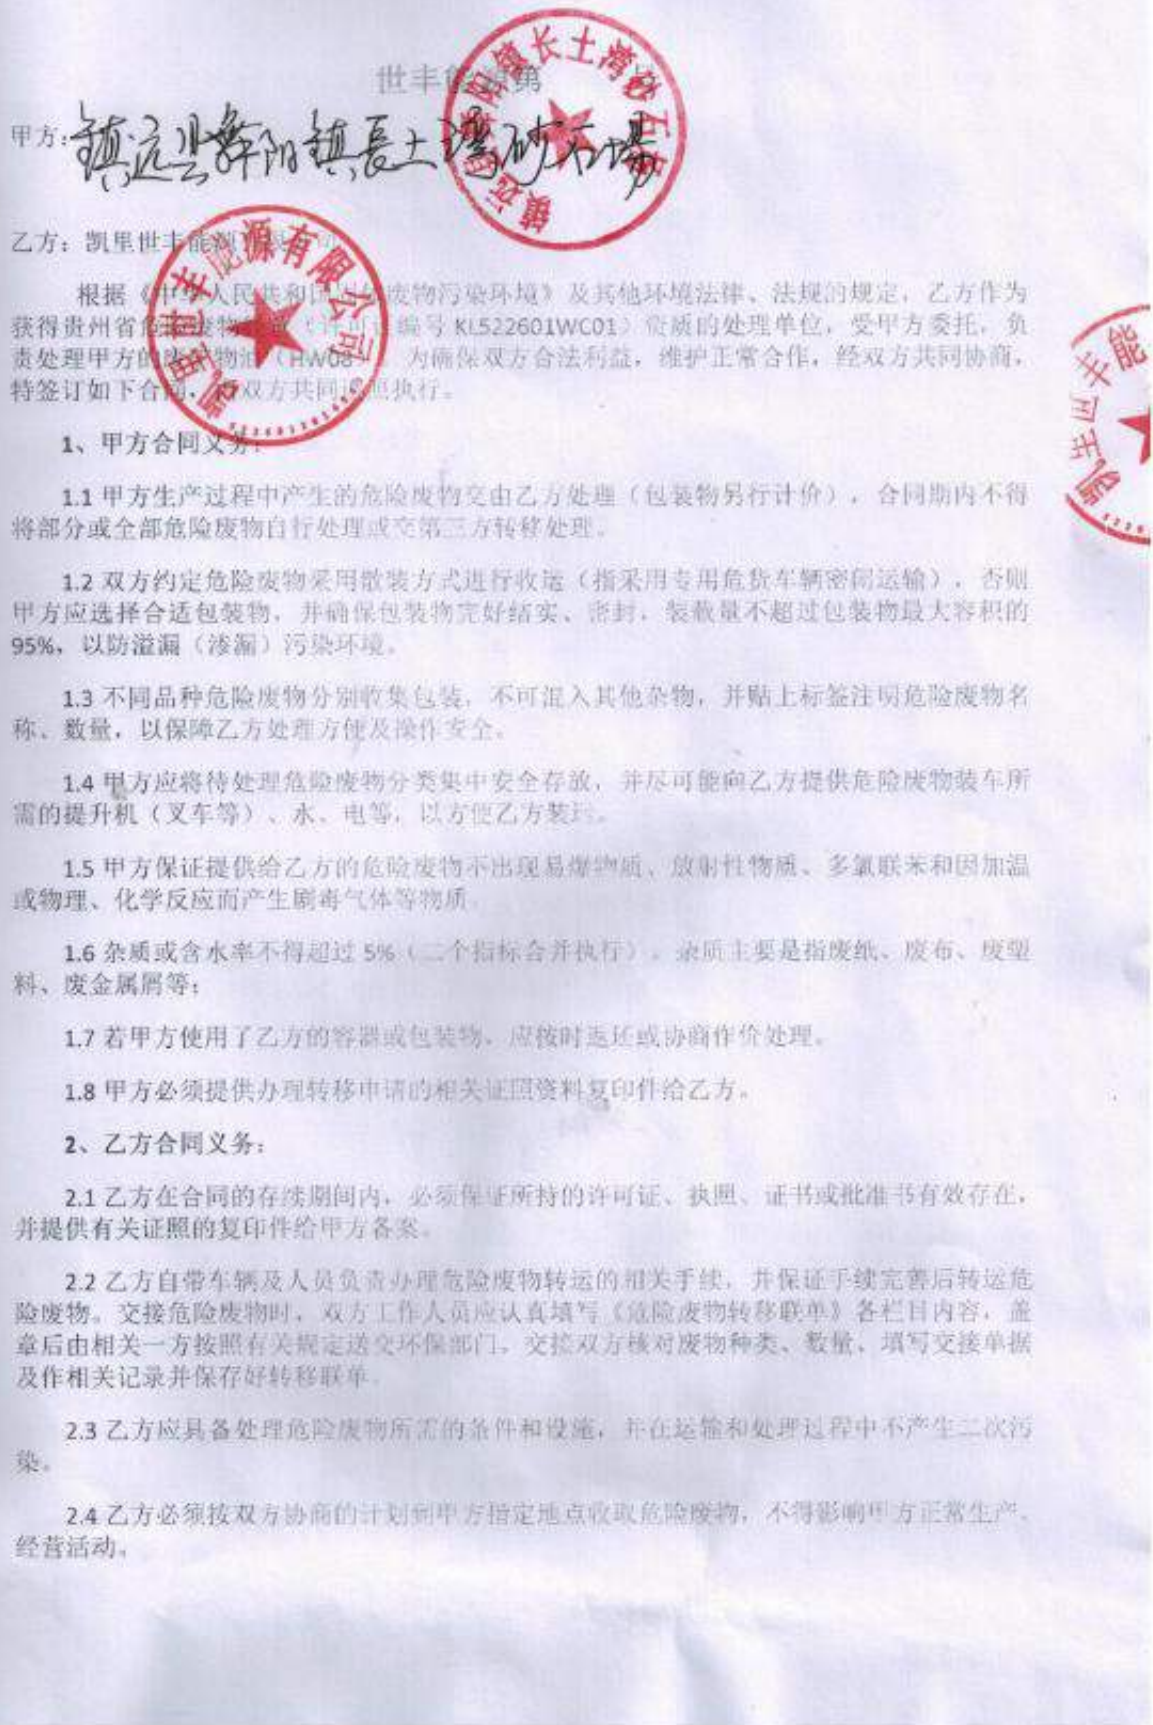 世丰能源第 号
甲方：镇远县舞阳镇長土湾砂石場
镇远县舞阳镇长土湾砂石场
乙方：凯里世丰能源有限公司
凯里世丰能源有限公司
根据《中华人民共和国固体废物污染环境》及其他环境法律、法规的规定，乙方作为
获得贵州省危险废物 （许可证编号 KL522601WC01）资质的处理单位，受甲方委托，负
责处理甲方的废矿物油（HW08 ） 为确保双方合法利益，维护正常合作，经双方共同协商，
特签订如下合同， 双方共同遵照执行。
1、甲方合同义务：
1.1 甲方生产过程中产生的危险废物交由乙方处理（包装物另行计价），合同期内不得
将部分或全部危险废物自行处理或交第三方转移处理。
1.2 双方约定危险废物采用散装方式进行收运（指采用专用危货车辆密闭运输），否则
甲方应选择合适包装物，并确保包装物完好结实、密封，装载量不超过包装物最大容积的
95%，以防溢漏（渗漏）污染环境。
1.3 不同品种危险废物分别收集包装，不可混入其他杂物，并贴上标签注明危险废物名
称、数量，以保障乙方处理方便及操作安全。
1.4 甲方应将待处理危险废物分类集中安全存放，并尽可能向乙方提供危险废物装车所
需的提升机（叉车等）、水、电等，以方便乙方装运。
1.5 甲方保证提供给乙方的危险废物不出现易爆物质、放射性物质、多氯联苯和因加温
或物理、化学反应而产生剧毒气体等物质。
1.6 杂质或含水率不得超过 5%（二个指标合并执行）。杂质主要是指废纸、废布、废塑
料、废金属屑等；
1.7 若甲方使用了乙方的容器或包装物，应按时返还或协商作价处理。
1.8 甲方必须提供办理转移申请的相关证照资料复印件给乙方。
2、乙方合同义务：
2.1 乙方在合同的存续期间内，必须保证所持的许可证、执照、证书或批准书有效存在，
并提供有关证照的复印件给甲方备案。
2.2 乙方自带车辆及人员负责办理危险废物转运的相关手续，并保证手续完善后转运危
险废物。交接危险废物时，双方工作人员应认真填写《危险废物转移联单》各栏目内容，盖
章后由相关一方按照有关规定送交环保部门。交接双方核对废物种类、数量、填写交接单据
及作相关记录并保存好转移联单。
2.3 乙方应具备处理危险废物所需的条件和设施，并在运输和处理过程中不产生二次污
染。
2.4 乙方必须按双方协商的计划到甲方指定地点收取危险废物，不得影响甲方正常生产、
经营活动。